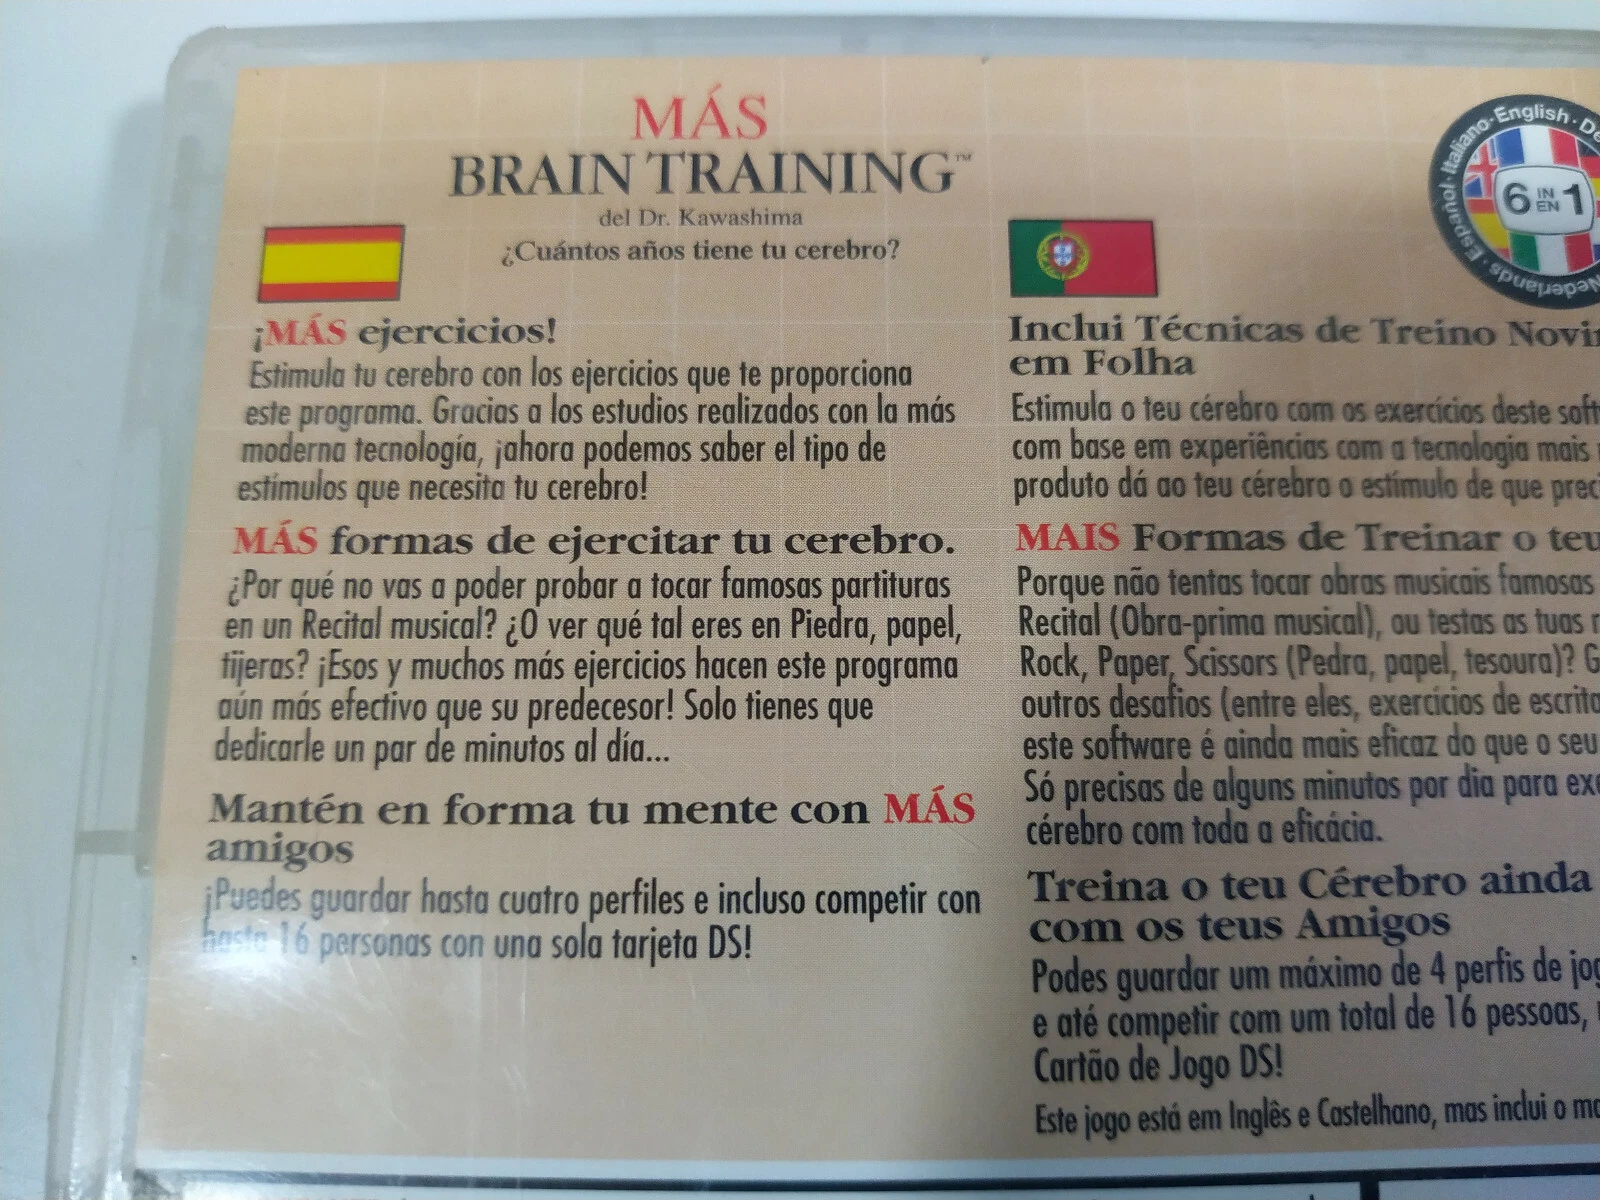 MÁS
BRAIN TRAINING™
del Dr. Kawashima
¿Cuántos años tiene tu cerebro?
¡MÁS ejercicios!
Estimula tu cerebro con los ejercicios que te proporciona
este programa. Gracias a los estudios realizados con la más
moderna tecnología, ¡ahora podemos saber el tipo de
estímulos que necesita tu cerebro!
MÁS formas de ejercitar tu cerebro.
¿Por qué no vas a poder probar a tocar famosas partituras
en un Recital musical? ¿O ver qué tal eres en Piedra, papel,
tijeras? ¡Esos y muchos más ejercicios hacen este programa
aún más efectivo que su predecesor! Solo tienes que
dedicarle un par de minutos al día...
Mantén en forma tu mente con MÁS
amigos
¡Puedes guardar hasta cuatro perfiles e incluso competir con
hasta 16 personas con una sola tarjeta DS!
Español · Italiano · English ·
Nederlands
6 IN EN 1
Inclui Técnicas de Treino
em Folha
Estimula o teu cérebro com os exercícios deste
com base em experiências com a tecnologia mais
produto dá ao teu cérebro o estímulo de que
MAIS Formas de Treinar o teu
Porque não tentas tocar obras musicais famosas
Recital (Obra-prima musical), ou testas as tuas
Rock, Paper, Scissors (Pedra, papel, tesoura)?
outros desafios (entre eles, exercícios de
este software é ainda mais eficaz do que o seu
Só precisas de alguns minutos por dia para
cérebro com toda a eficácia.
Treina o teu Cérebro ainda
com os teus Amigos
Podes guardar um máximo de 4 perfis de
e até competir com um total de 16 pessoas,
Cartão de Jogo DS!
Este jogo está em Inglês e Castelhano, mas inclui o